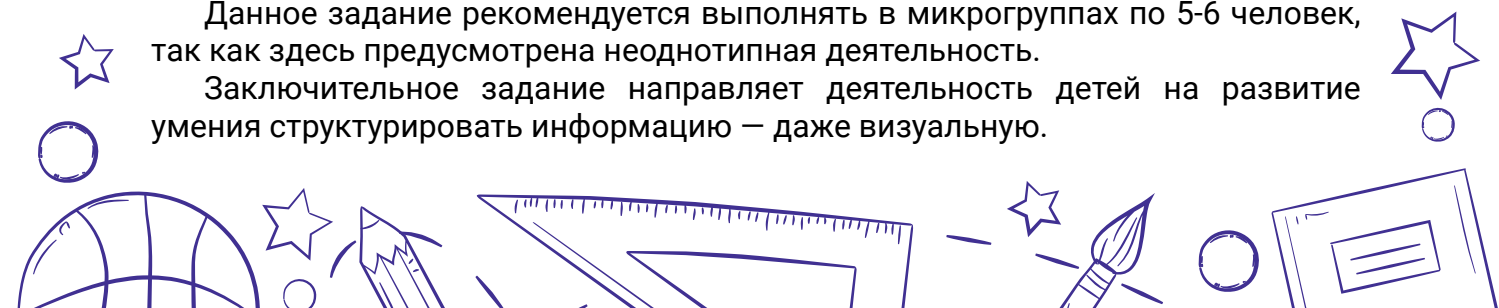 Данное задание рекомендуется выполнять в микрогруппах по 5-6 человек,
так как здесь предусмотрена неоднотипная деятельность.
Заключительное задание направляет деятельность детей на развитие
умения структурировать информацию — даже визуальную.